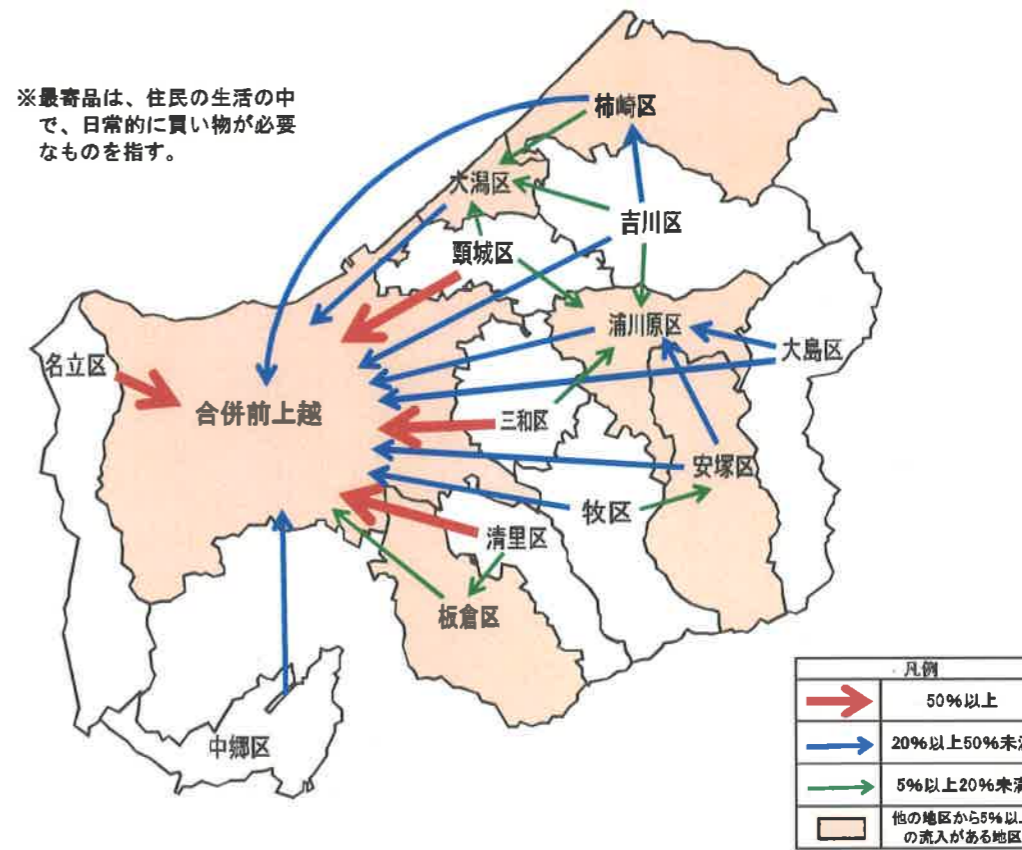 ※最寄品は、住民の生活の中
で、日常的に買い物が必要
なものを指す。
柿崎区
大潟区
吉川区
頸城区
浦川原区
大島区
名立区
合併前上越
三和区
安塚区
牧区
清里区
板倉区
中郷区
凡例
50%以上
20%以上50%未満
5%以上20%未満
他の地区から5%以上
の流入がある地区